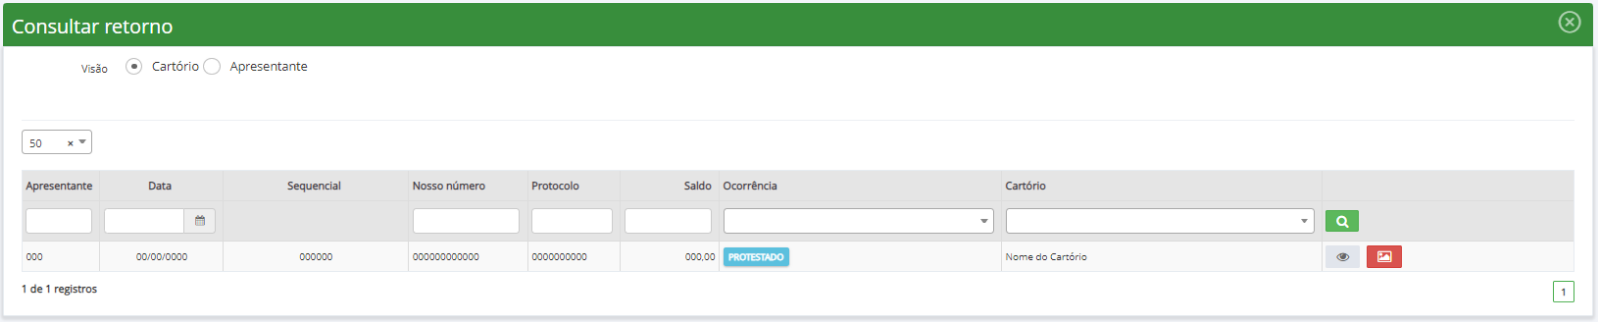 Consultar retorno
Visão Cartório Apresentante
50 × 
Apresentante Data Sequencial Nosso número Protocolo Saldo Ocorrência Cartório
000 00/00/0000 000000 000000000000 0000000000 000,00 PROTESTADO Nome do Cartório
1 de 1 registros
1